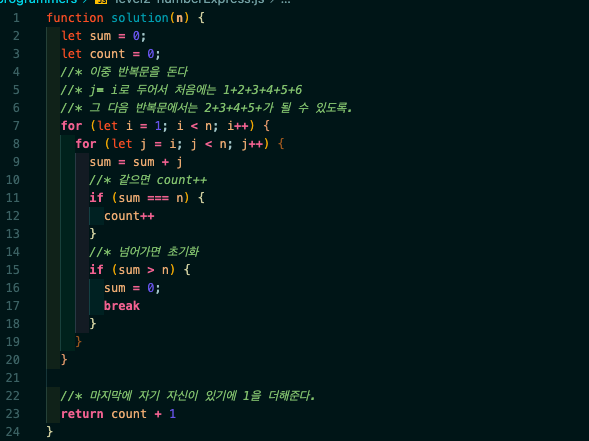 programmers / JS level2-numberExpress.js / ...
1 function solution(n) {
2 let sum = 0;
3 let count = 0;
4 //* 이중 반복문을 돈다
5 //* j= i로 두어서 처음에는 1+2+3+4+5+6
6 //* 그 다음 반복문에서는 2+3+4+5+가 될 수 있도록.
7 for (let i = 1; i < n; i++) {
8 for (let j = i; j < n; j++) {
9 sum = sum + j
10 //* 같으면 count++
11 if (sum === n) {
12 count++
13 }
14 //* 넘어가면 초기화
15 if (sum > n) {
16 sum = 0;
17 break
18 }
19 }
20 }
21
22 //* 마지막에 자기 자신이 있기에 1을 더해준다.
23 return count + 1
24 }